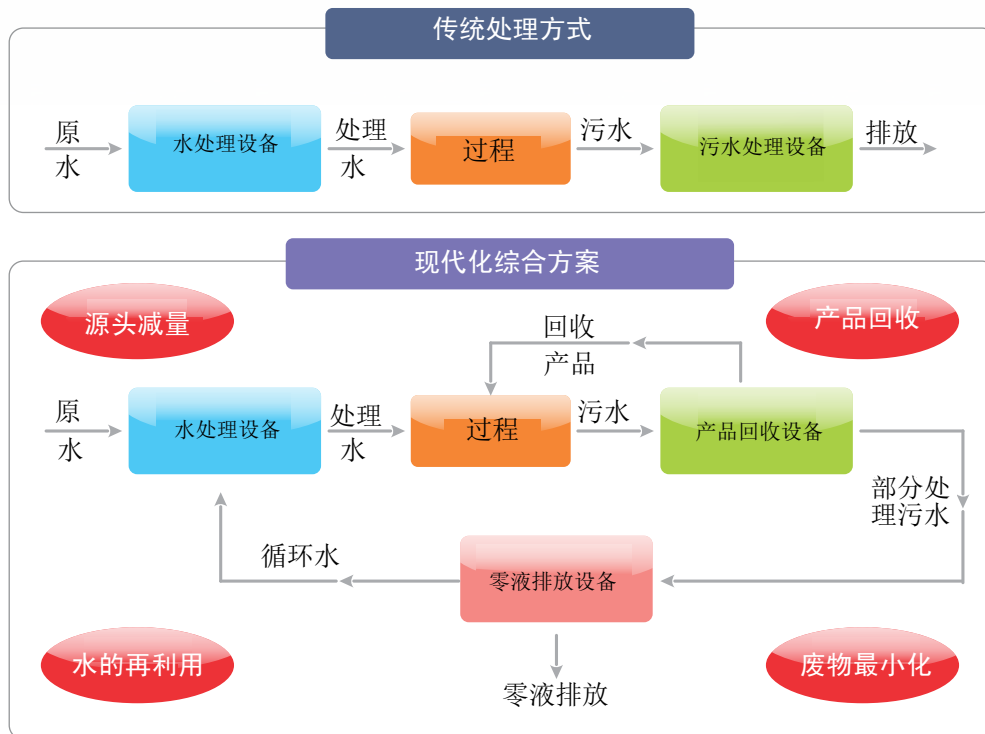 传统处理方式
原
水
水处理设备
处理
水
过程
污水
污水处理设备
排放
现代化综合方案
源头减量
产品回收
回收
产品
原
水
水处理设备
处理
水
过程
污水
产品回收设备
部分处
理污水
循环水
零液排放设备
水的再利用
废物最小化
零液排放